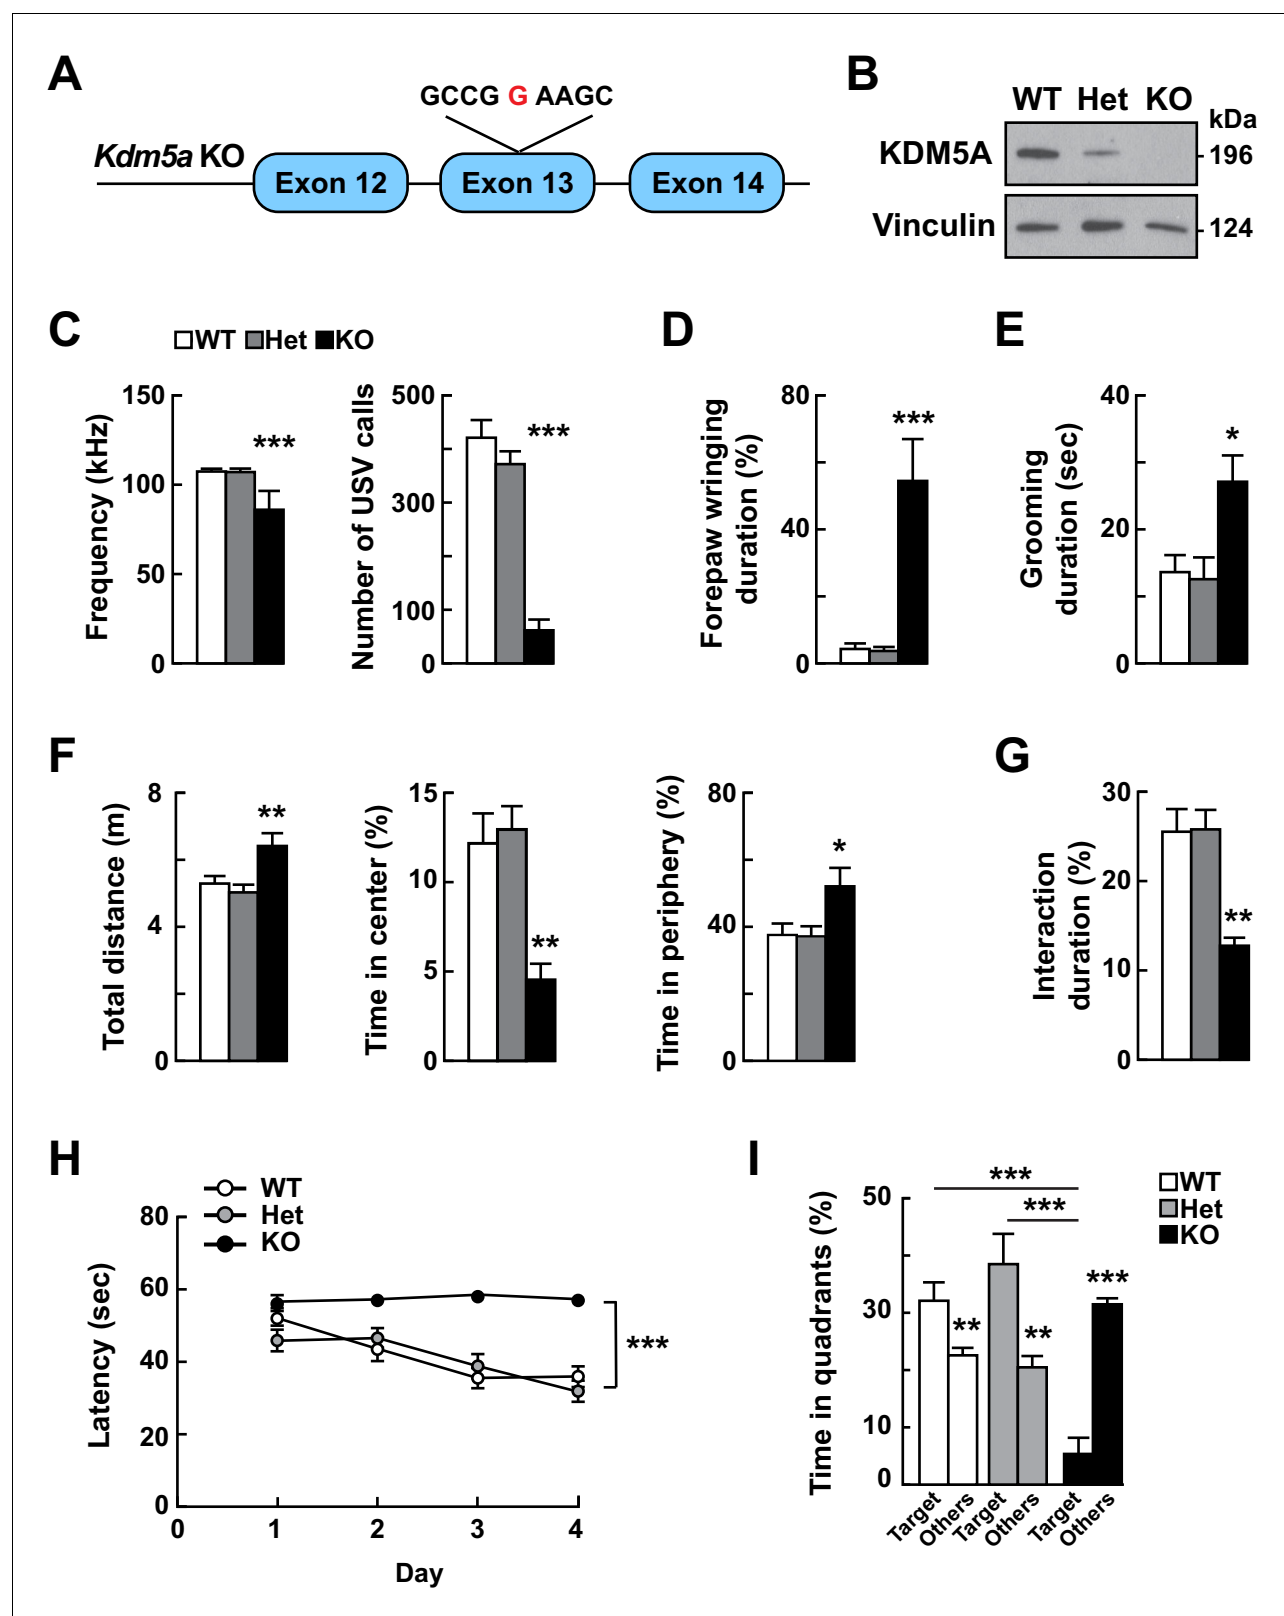 A
GCCG G AAGC
Kdm5a KO
Exon 12
Exon 13
Exon 14
B
WT Het KO
kDa
KDM5A
196
Vinculin
124
C
WT Het KO
Frequency (kHz)
150
100
50
0
***
Number of USV calls
500
300
100
0
***
D
Forepaw wringing
duration (%)
80
40
0
***
E
Grooming
duration (sec)
40
20
0
*
F
Total distance (m)
8
4
0
**
Time in center (%)
15
10
5
0
**
Time in periphery (%)
80
40
0
*
G
Interaction
duration (%)
30
20
10
0
**
H
WT
Het
KO
Latency (sec)
80
60
40
20
0
***
0 1 2 3 4
Day
I
WT
Het
KO
Time in quadrants (%)
50
30
10
0
***
***
**
**
***
Target
Others
Target
Others
Target
Others